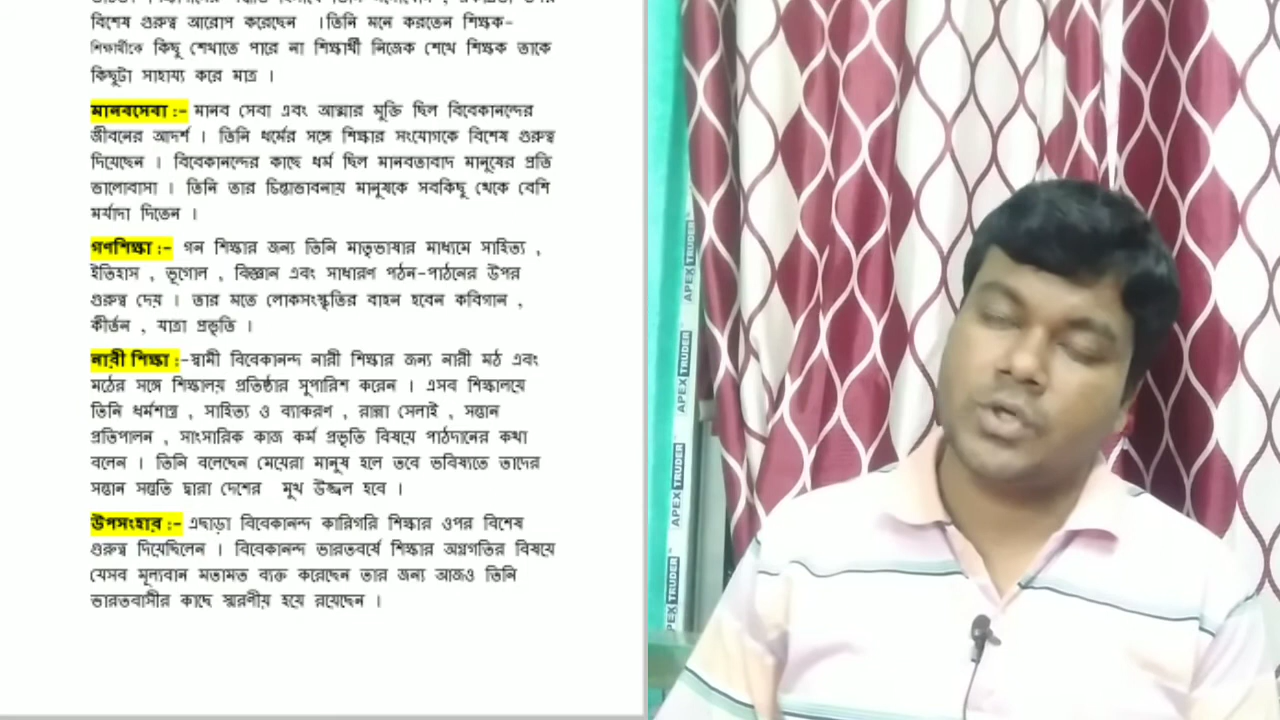 বিশেষ গুরুত্ব আরোপ করেছেন ।তিনি মনে করতেন শিক্ষক-
শিক্ষার্থীকে কিছু শেখাতে পারে না শিক্ষার্থী নিজেক শেখে শিক্ষক তাকে
কিছুটা সাহায্য করে মাত্র ।
মানবসেবা :- মানব সেবা এবং আত্মার মুক্তি ছিল বিবেকানন্দের
জীবনের আদর্শ । তিনি ধর্মের সঙ্গে শিক্ষার সংযোগকে বিশেষ গুরুত্ব
দিয়েছেন । বিবেকানন্দের কাছে ধর্ম ছিল মানবতাবাদ মানুষের প্রতি
ভালোবাসা । তিনি তার চিন্তাভাবনায় মানুষকে সবকিছু থেকে বেশি
মর্যাদা দিতেন ।
গণশিক্ষা :- গন শিক্ষার জন্য তিনি মাতৃভাষার মাধ্যমে সাহিত্য ,
ইতিহাস , ভূগোল , বিজ্ঞান এবং সাধারণ পঠন-পাঠনের উপর
গুরুত্ব দেয় । তার মতে লোকসংস্কৃতির বাহন হবেন কবিগান ,
কীর্তন , যাত্রা প্রভৃতি ।
নারী শিক্ষা :-স্বামী বিবেকানন্দ নারী শিক্ষার জন্য নারী মঠ এবং
মঠের সঙ্গে শিক্ষালয় প্রতিষ্ঠার সুপারিশ করেন । এসব শিক্ষালয়ে
তিনি ধর্মশাস্ত্র , সাহিত্য ও ব্যাকরণ , রান্না সেলাই , সন্তান
প্রতিপালন , সাংসারিক কাজ কর্ম প্রভৃতি বিষয়ে পাঠদানের কথা
বলেন । তিনি বলেছেন মেয়েরা মানুষ হলে তবে ভবিষ্যতে তাদের
সন্তান সন্ততি দ্বারা দেশের মুখ উজ্জল হবে ।
উপসংহার :- এছাড়া বিবেকানন্দ কারিগরি শিক্ষার ওপর বিশেষ
গুরুত্ব দিয়েছিলেন । বিবেকানন্দ ভারতবর্ষে শিক্ষার অগ্রগতির বিষয়ে
যেসব মূল্যবান মতামত ব্যক্ত করেছেন তার জন্য আজও তিনি
ভারতবাসীর কাছে স্মরণীয় হয়ে রয়েছেন ।
APEX TRUDER
APEX TRUDER
APEX TRUDER
APEX TRUDER